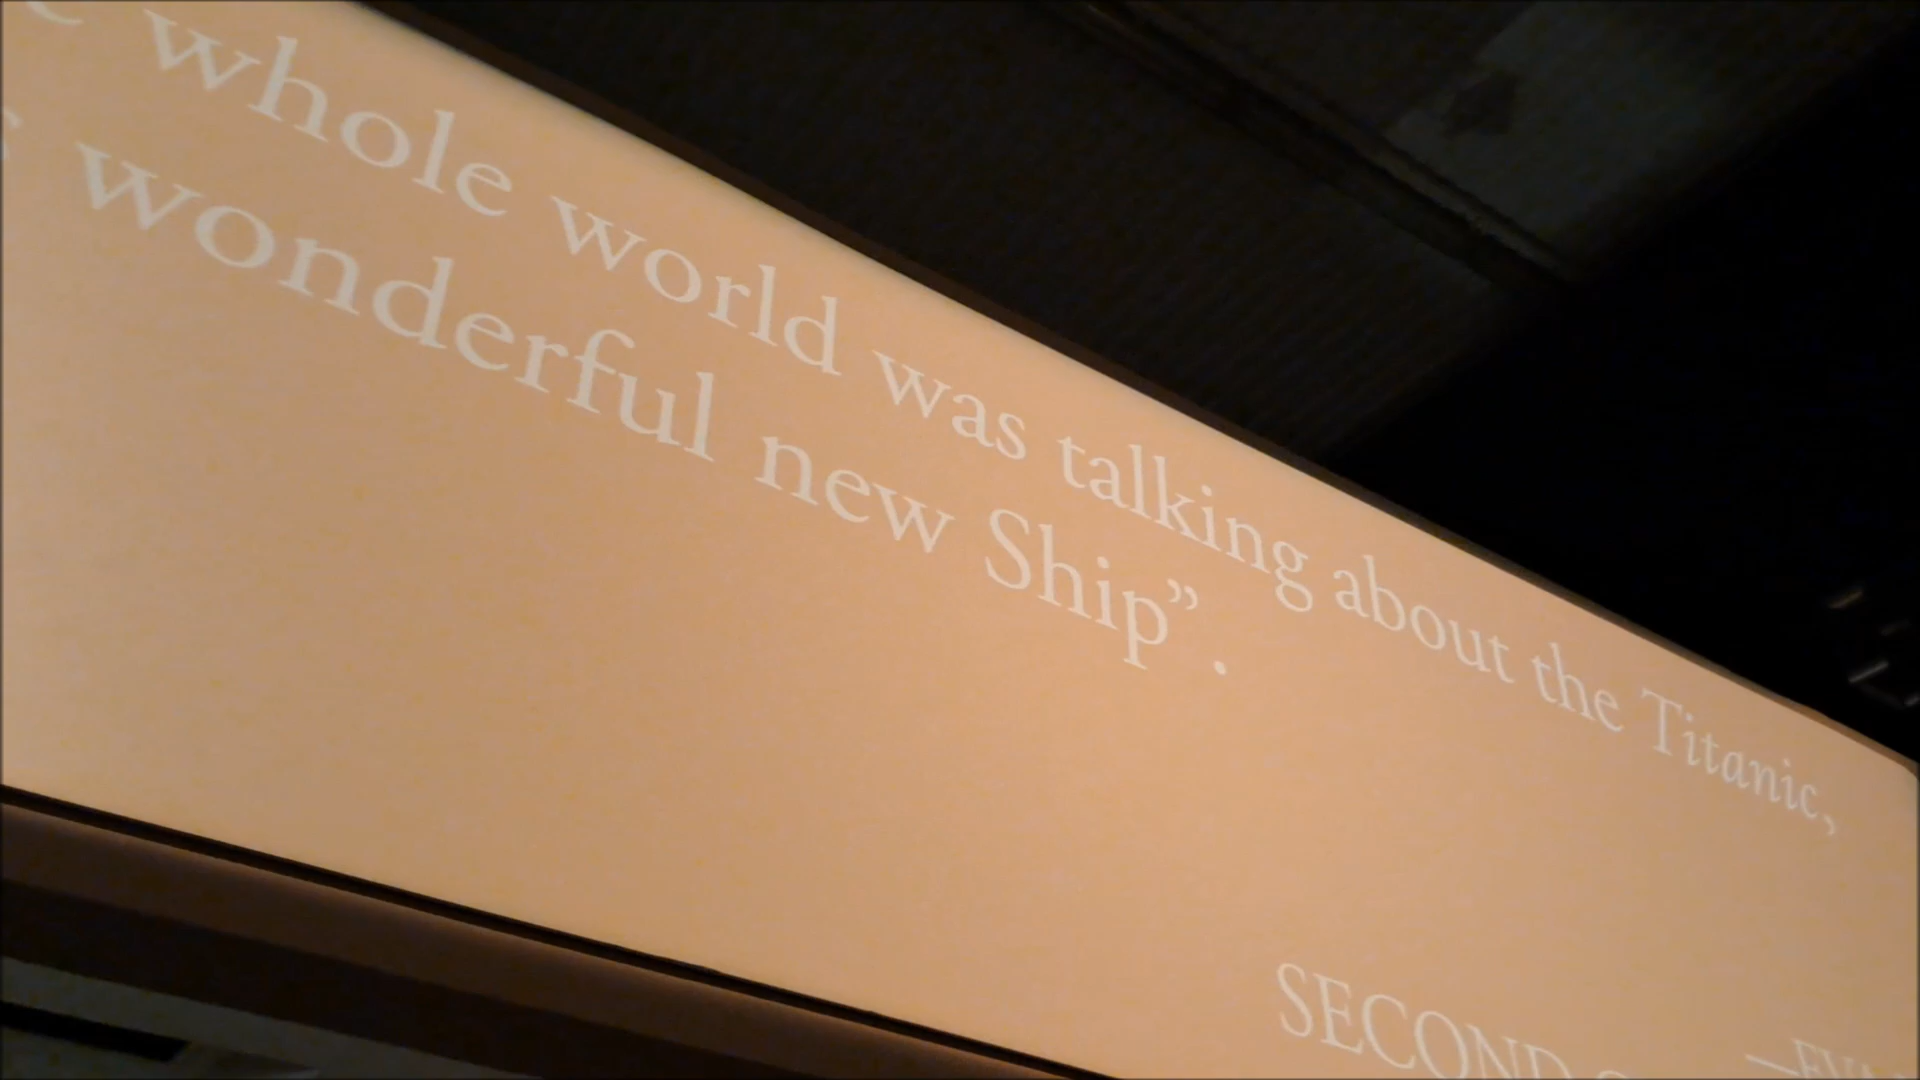 whole world was talking about the Titanic,
wonderful new Ship”.
SECOND